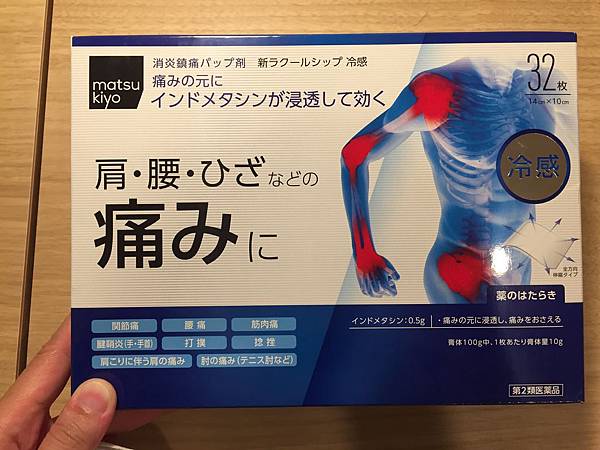 matsu
kiyo
消炎鎮痛パップ剤 新ラクールシップ 冷感
痛みの元に
インドメタシンが浸透して効く
32枚
14cm×10cm
冷感
肩・腰・ひざなどの
痛みに
全方向
伸縮タイプ
薬のはたらき
関節痛 腰痛 筋肉痛
腱鞘炎(手・手首) 打撲 捻挫
肩こりに伴う肩の痛み 肘の痛み(テニス肘など)
インドメタシン:0.5g ・痛みの元に浸透し、痛みをおさえる
膏体100g中、1枚あたり膏体量10g
第2類医薬品